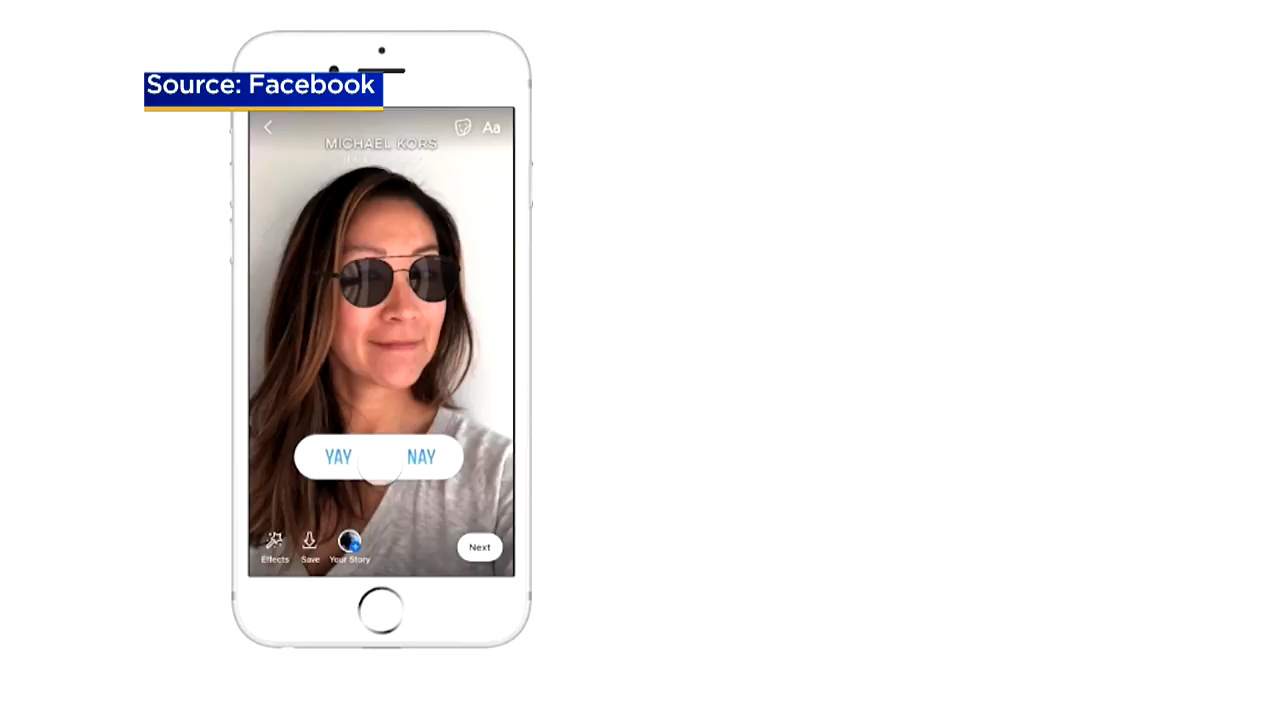 Source: Facebook
Aa
MICHAEL KORS
YAY NAY
Effects Save Your Story Next